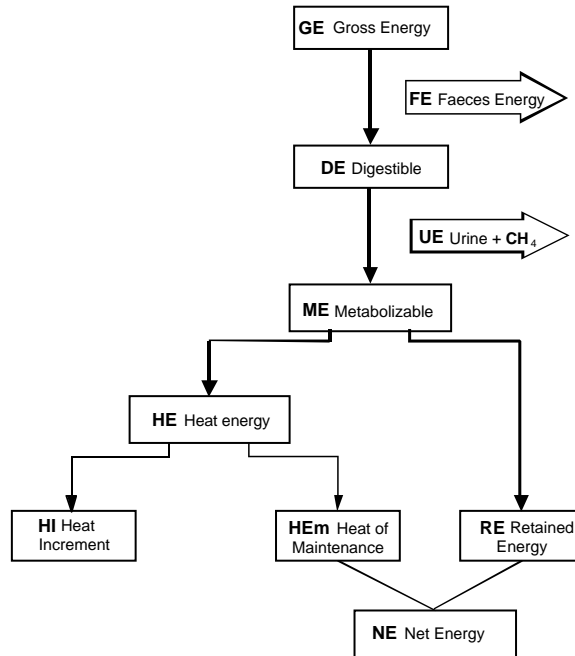 GE Gross Energy
FE Faeces Energy
DE Digestible
UE Urine + CH4
ME Metabolizable
HE Heat energy
HI Heat
Increment
HEm Heat of
Maintenance
RE Retained
Energy
NE Net Energy